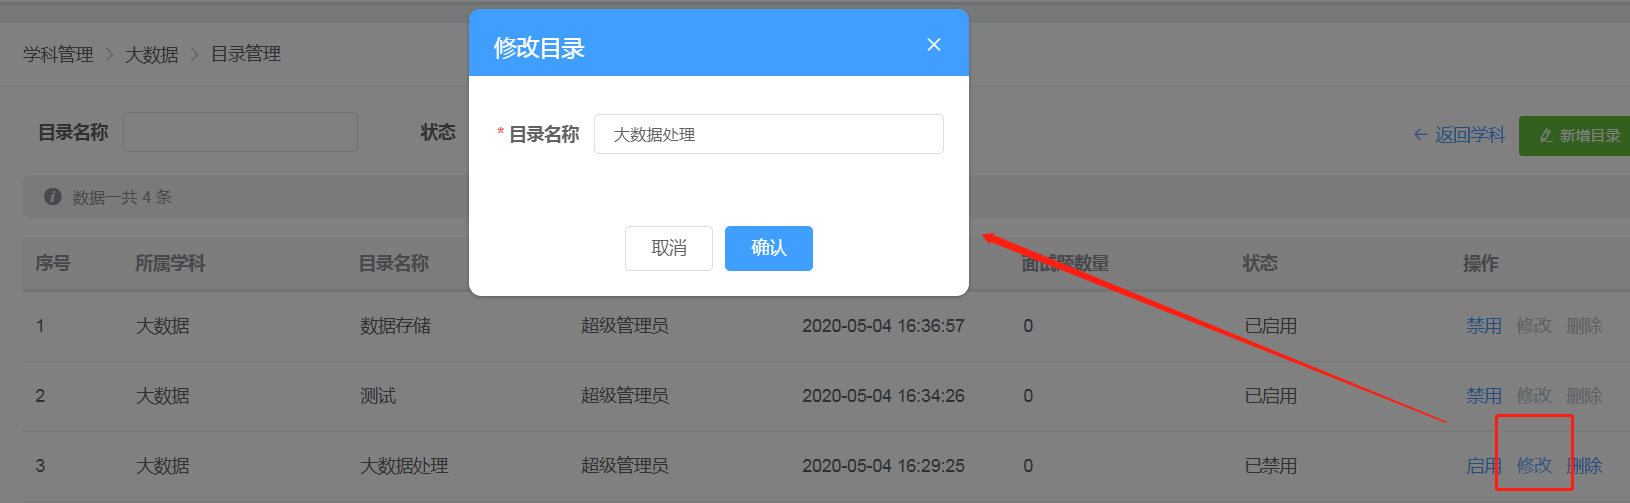 修改目录
学科管理 > 大数据 > 目录管理
目录名称
状态
* 目录名称 大数据处理
← 返回学科
新增目录
数据一共 4 条
取消 确认
序号 所属学科 目录名称 面试题数量 状态 操作
1 大数据 数据存储 超级管理员 2020-05-04 16:36:57 0 已启用 禁用 修改 删除
2 大数据 测试 超级管理员 2020-05-04 16:34:26 0 已启用 禁用 修改 删除
3 大数据 大数据处理 超级管理员 2020-05-04 16:29:25 0 已禁用 启用 修改 删除